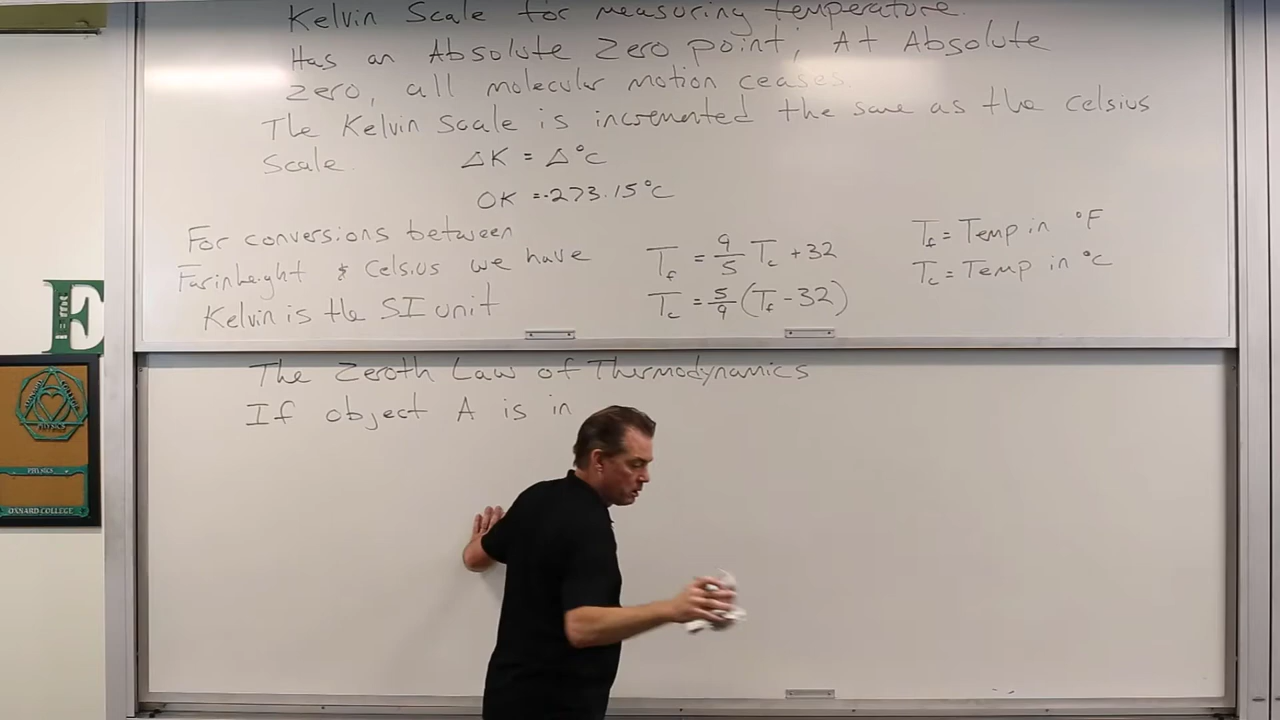 Kelvin Scale for measuring temperature.
Has an Absolute Zero point; At Absolute
zero, all molecular motion ceases.
The Kelvin Scale is incremented the same as the Celsius
Scale.
ΔK = Δ°C
0K = -273.15°C
For conversions between
Farinheight & Celsius we have
Kelvin is the SI unit
T_f = 9/5 T_c + 32
T_c = 5/9 (T_f - 32)
T_f = Temp in °F
T_c = Temp in °C
The Zeroth Law of Thermodynamics
If object A is in
E
PHYSICS
PHYSICS
OXNARD COLLEGE